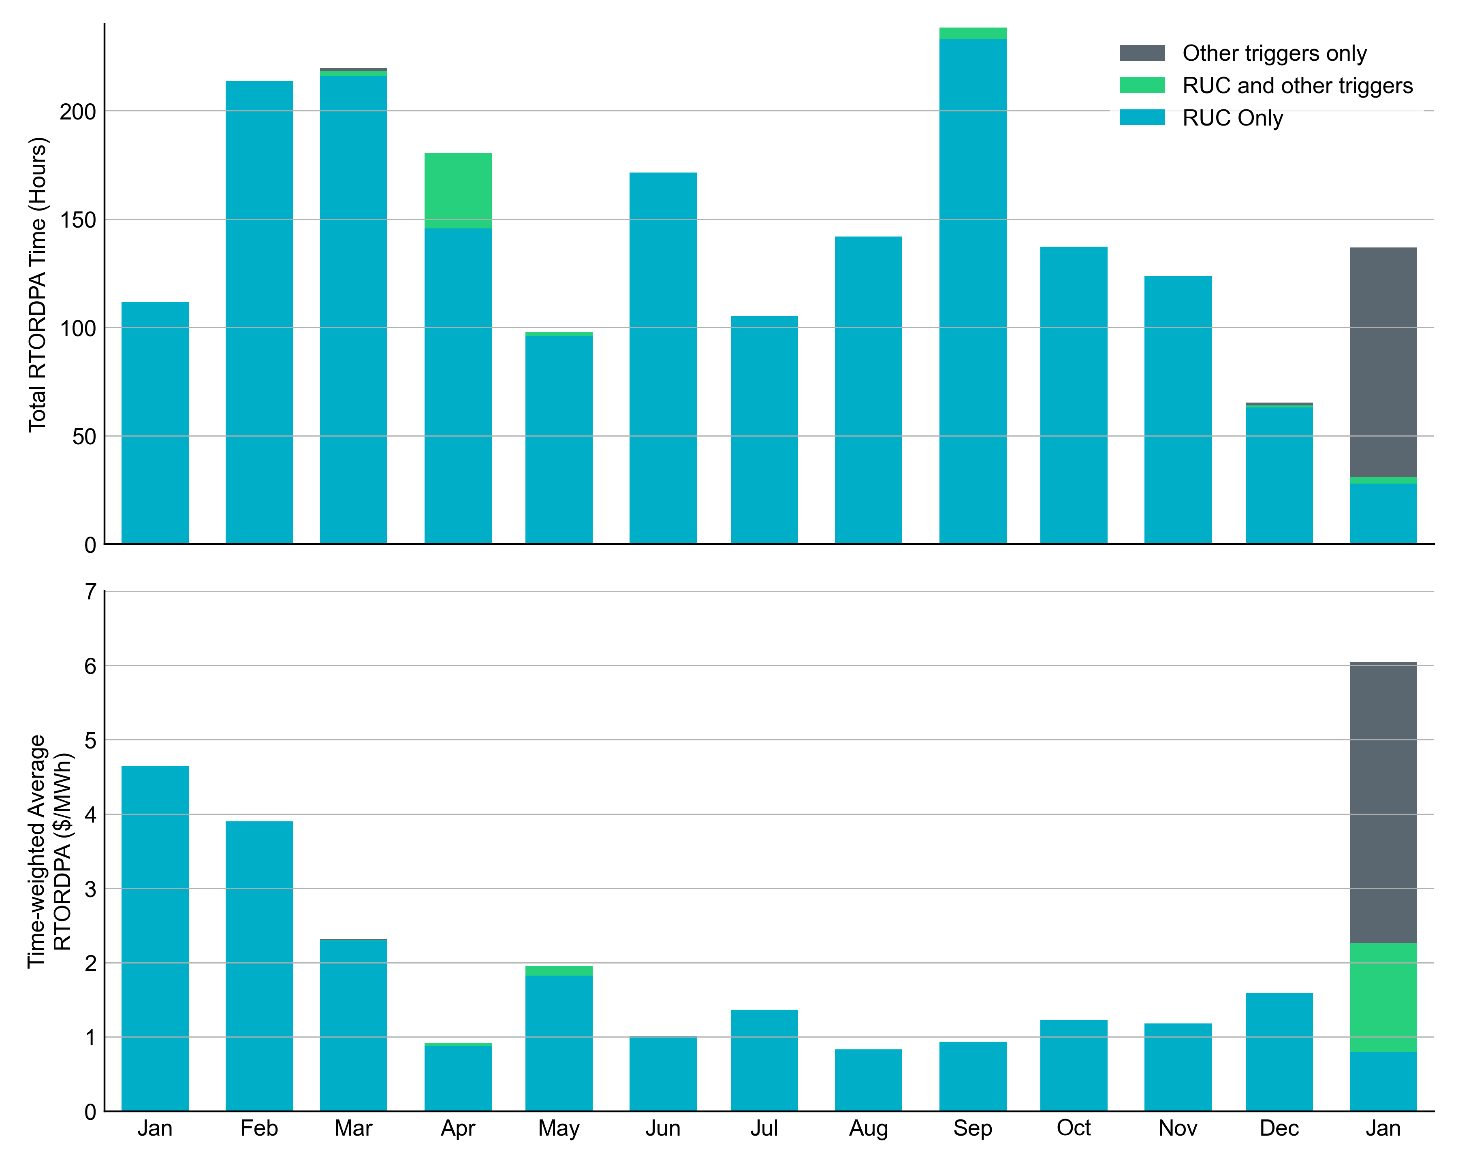 Other triggers only
RUC and other triggers
RUC Only
Total RTORDPA Time (Hours)
200
150
100
50
0
Time-weighted Average
RTORDPA ($/MWh)
7
6
5
4
3
2
1
0
Jan Feb Mar Apr May Jun Jul Aug Sep Oct Nov Dec Jan